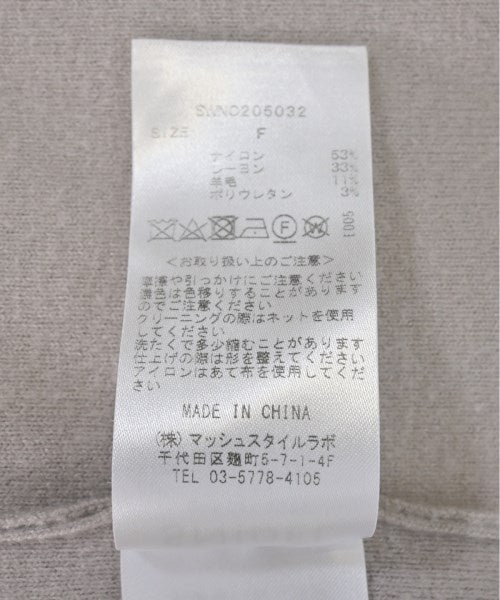 SWNO205032
SIZE F
ナイロン 53%
レーヨン 33%
羊毛 11%
ポリウレタン 3%
F W E005
<お取り扱い上のご注意>
摩擦や引っかけにご注意ください
濃色は色移りすることがあります
のでご注意ください
クリーニングの際はネットを使用
してください
洗たくで多少縮むことがあります
仕上げの際は形を整えてください
アイロンはあて布を使用してくだ
さい
MADE IN CHINA
(株)マッシュスタイルラボ
千代田区麹町5-7-1-4F
TEL 03-5778-4105